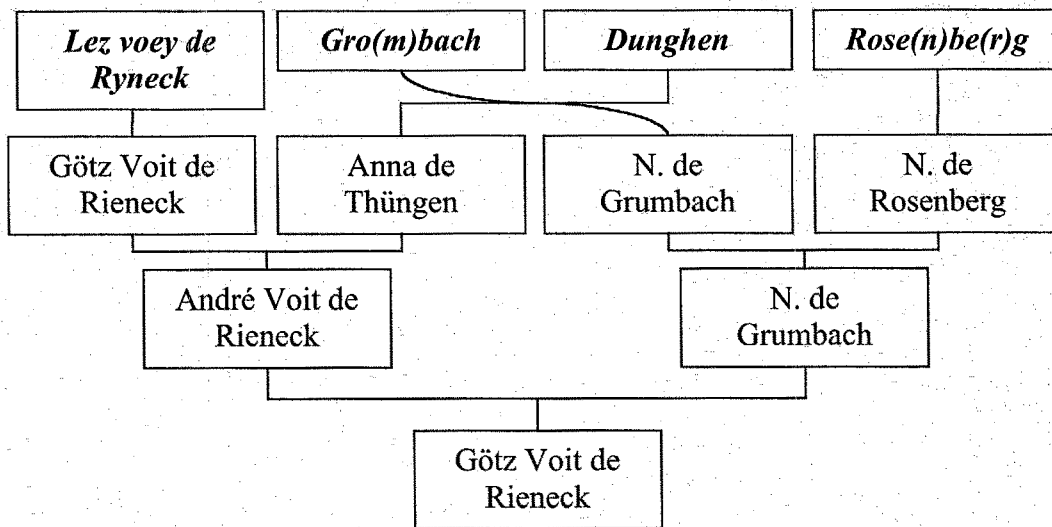 Lez voey de
Ryneck
Gro(m)bach
Dunghen
Rose(n)be(r)g
Götz Voit de
Rieneck
Anna de
Thüngen
N. de
Grumbach
N. de
Rosenberg
André Voit de
Rieneck
N. de
Grumbach
Götz Voit de
Rieneck